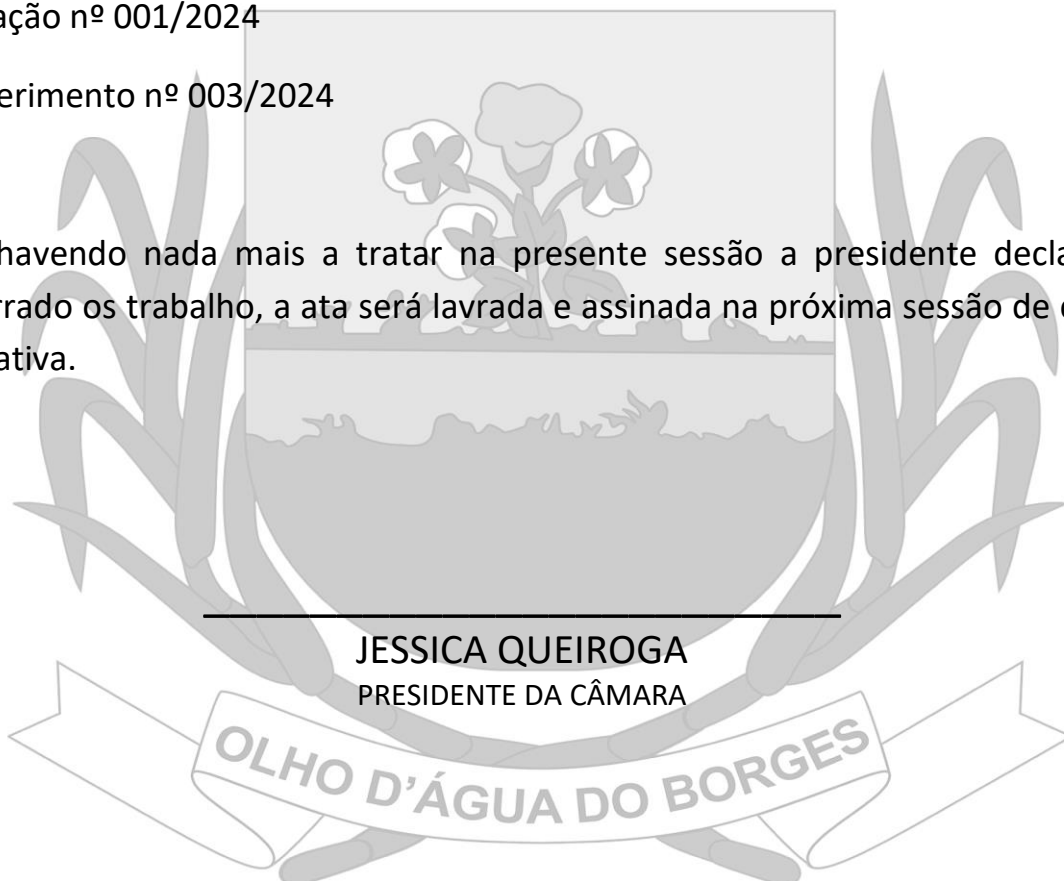 ação nº 001/2024
erimento nº 003/2024
havendo nada mais a tratar na presente sessão a presidente decla
rrado os trabalho, a ata será lavrada e assinada na próxima sessão de
ativa.
JESSICA QUEIROGA
PRESIDENTE DA CÂMARA
OLHO D'ÁGUA DO BORGES